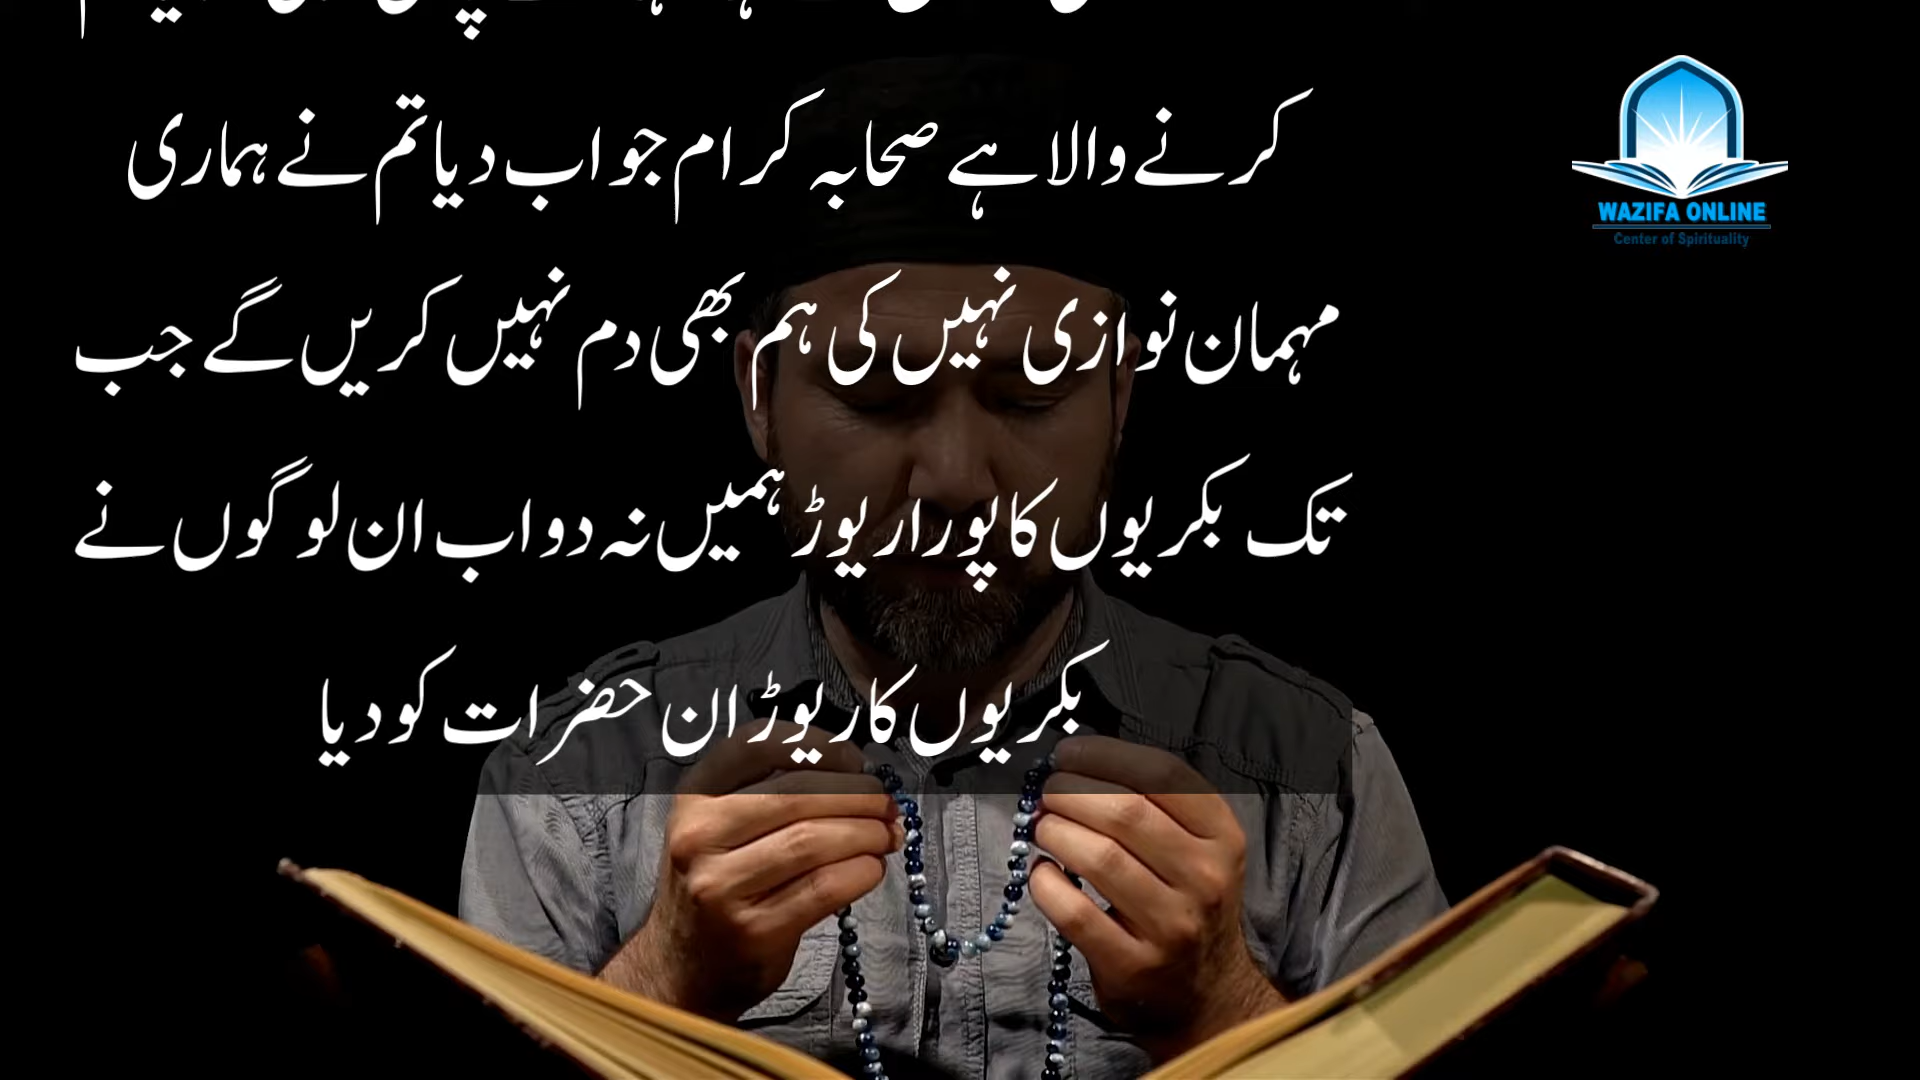 کرنے والا ہے صحابہ کرام جواب دیا تم نے ہماری
مہمان نوازی نہیں کی ہم بھی دم نہیں کریں گے جب
تک بکریوں کا پورا ریوڑ ہمیں نہ دو اب ان لوگوں نے
بکریوں کا ریوڑ ان حضرات کو دیا
WAZIFA ONLINE
Center of Spirituality